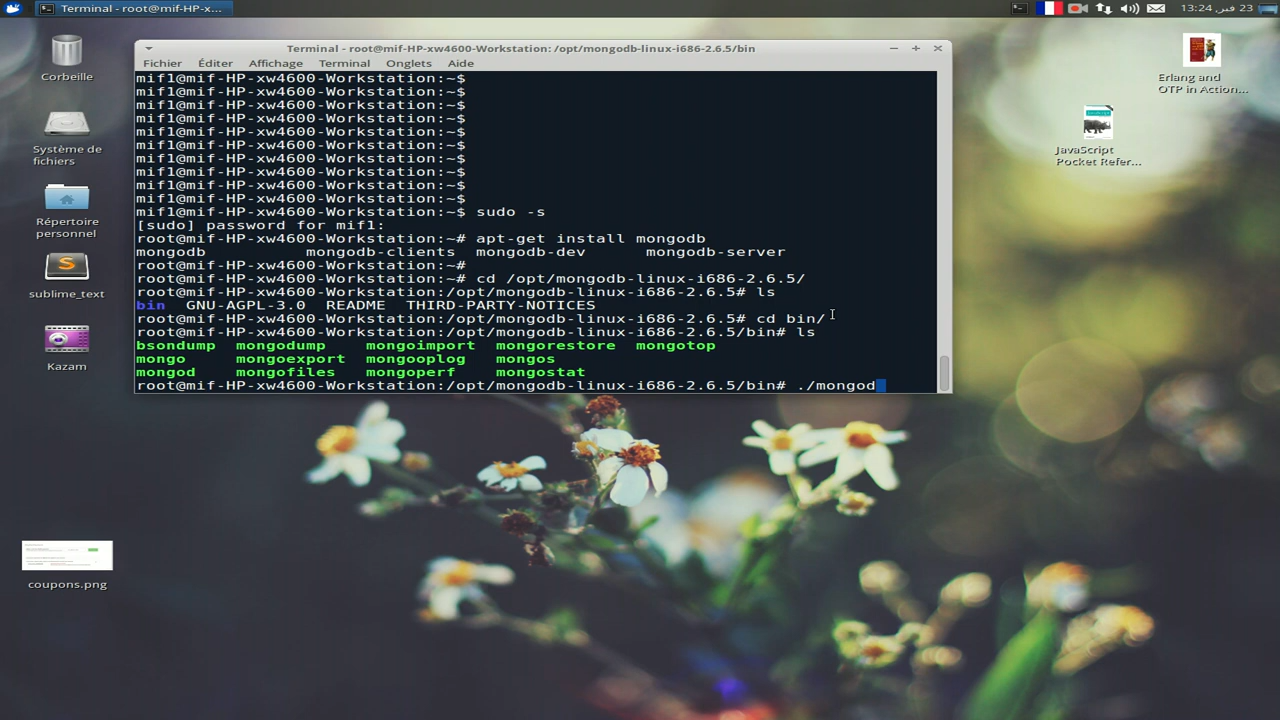 Terminal - root@mif-HP-x...
23 فبر, 13:24
Corbeille
Système de
fichiers
Répertoire
personnel
sublime_text
Kazam
coupons.png
Erlang and
OTP in Action...
JavaScript
Pocket Refer...
Terminal - root@mif-HP-xw4600-Workstation: /opt/mongodb-linux-i686-2.6.5/bin
Fichier Éditer Affichage Terminal Onglets Aide
mif1@mif-HP-xw4600-Workstation:~$
mif1@mif-HP-xw4600-Workstation:~$
mif1@mif-HP-xw4600-Workstation:~$
mif1@mif-HP-xw4600-Workstation:~$
mif1@mif-HP-xw4600-Workstation:~$
mif1@mif-HP-xw4600-Workstation:~$
mif1@mif-HP-xw4600-Workstation:~$
mif1@mif-HP-xw4600-Workstation:~$
mif1@mif-HP-xw4600-Workstation:~$
mif1@mif-HP-xw4600-Workstation:~$
mif1@mif-HP-xw4600-Workstation:~$ sudo -s
[sudo] password for mif1:
root@mif-HP-xw4600-Workstation:~# apt-get install mongodb
mongodb mongodb-clients mongodb-dev mongodb-server
root@mif-HP-xw4600-Workstation:~#
root@mif-HP-xw4600-Workstation:~# cd /opt/mongodb-linux-i686-2.6.5/
root@mif-HP-xw4600-Workstation:/opt/mongodb-linux-i686-2.6.5# ls
bin GNU-AGPL-3.0 README THIRD-PARTY-NOTICES
root@mif-HP-xw4600-Workstation:/opt/mongodb-linux-i686-2.6.5# cd bin/
root@mif-HP-xw4600-Workstation:/opt/mongodb-linux-i686-2.6.5/bin# ls
bsondump mongodump mongoimport mongorestore mongotop
mongo mongoexport mongooplog mongos
mongod mongofiles mongoperf mongostat
root@mif-HP-xw4600-Workstation:/opt/mongodb-linux-i686-2.6.5/bin# ./mongod